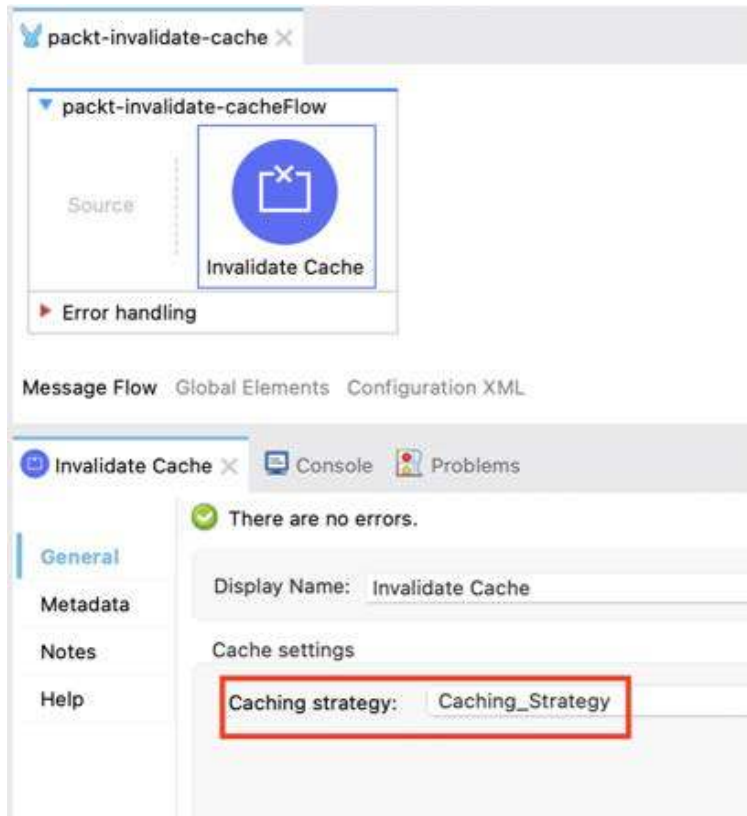 packt-invalidate-cache
packt-invalidate-cacheFlow
Source
Invalidate Cache
Error handling
Message Flow Global Elements Configuration XML
Invalidate Cache Console Problems
There are no errors.
General
Display Name: Invalidate Cache
Metadata
Notes
Cache settings
Help
Caching strategy: Caching_Strategy